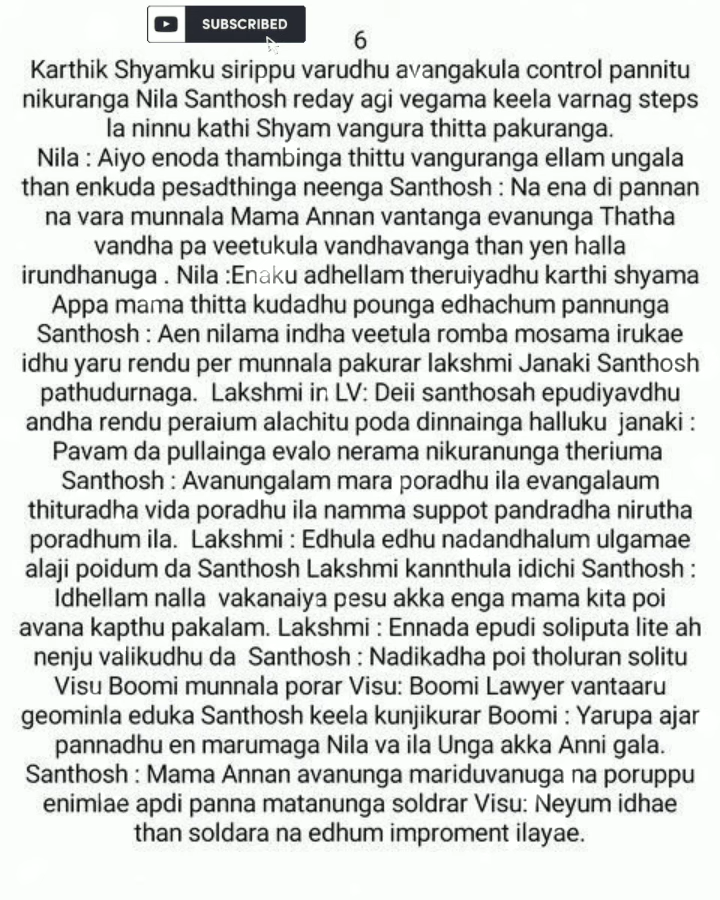 SUBSCRIBED
6
Karthik Shyamku sirippu varudhu avangakula control pannitu
nikuranga Nila Santhosh reday agi vegama keela varnag steps
la ninnu kathi Shyam vangura thitta pakuranga.
Nila : Aiyo enoda thambinga thittu vanguranga ellam ungala
than enkuda pesadthinga neenga Santhosh : Na ena di pannan
na vara munnala Mama Annan vantanga evanunga Thatha
vandha pa veetukula vandhavanga than yen halla
irundhanuga . Nila :Enaku adhellam theruiyadhu karthi shyama
Appa mama thitta kudadhu pounga edhachum pannunga
Santhosh : Aen nilama indha veetula romba mosama irukae
idhu yaru rendu per munnala pakurar lakshmi Janaki Santhosh
pathudurnaga.  Lakshmi in LV: Deii santhosah epudiyavdhu
andha rendu peraium alachitu poda dinnainga halluku  janaki :
Pavam da pullainga evalo nerama nikuranunga theriuma
Santhosh : Avanungalam mara poradhu ila evangalaum
thituradha vida poradhu ila namma suppot pandradha nirutha
poradhum ila.  Lakshmi : Edhula edhu nadandhalum ulgamae
alaji poidum da Santhosh Lakshmi kannthula idichi Santhosh :
Idhellam nalla  vakanaiya pesu akka enga mama kita poi
avana kapthu pakalam. Lakshmi : Ennada epudi soliputa lite ah
nenju valikudhu da  Santhosh : Nadikadha poi tholuran solitu
Visu Boomi munnala porar Visu: Boomi Lawyer vantaaru
geominla eduka Santhosh keela kunjikurar Boomi : Yarupa ajar
pannadhu en marumaga Nila va ila Unga akka Anni gala.
Santhosh : Mama Annan avanunga mariduvanuga na poruppu
enimlae apdi panna matanunga soldrar Visu: Neyum idhae
than soldara na edhum improment ilayae.